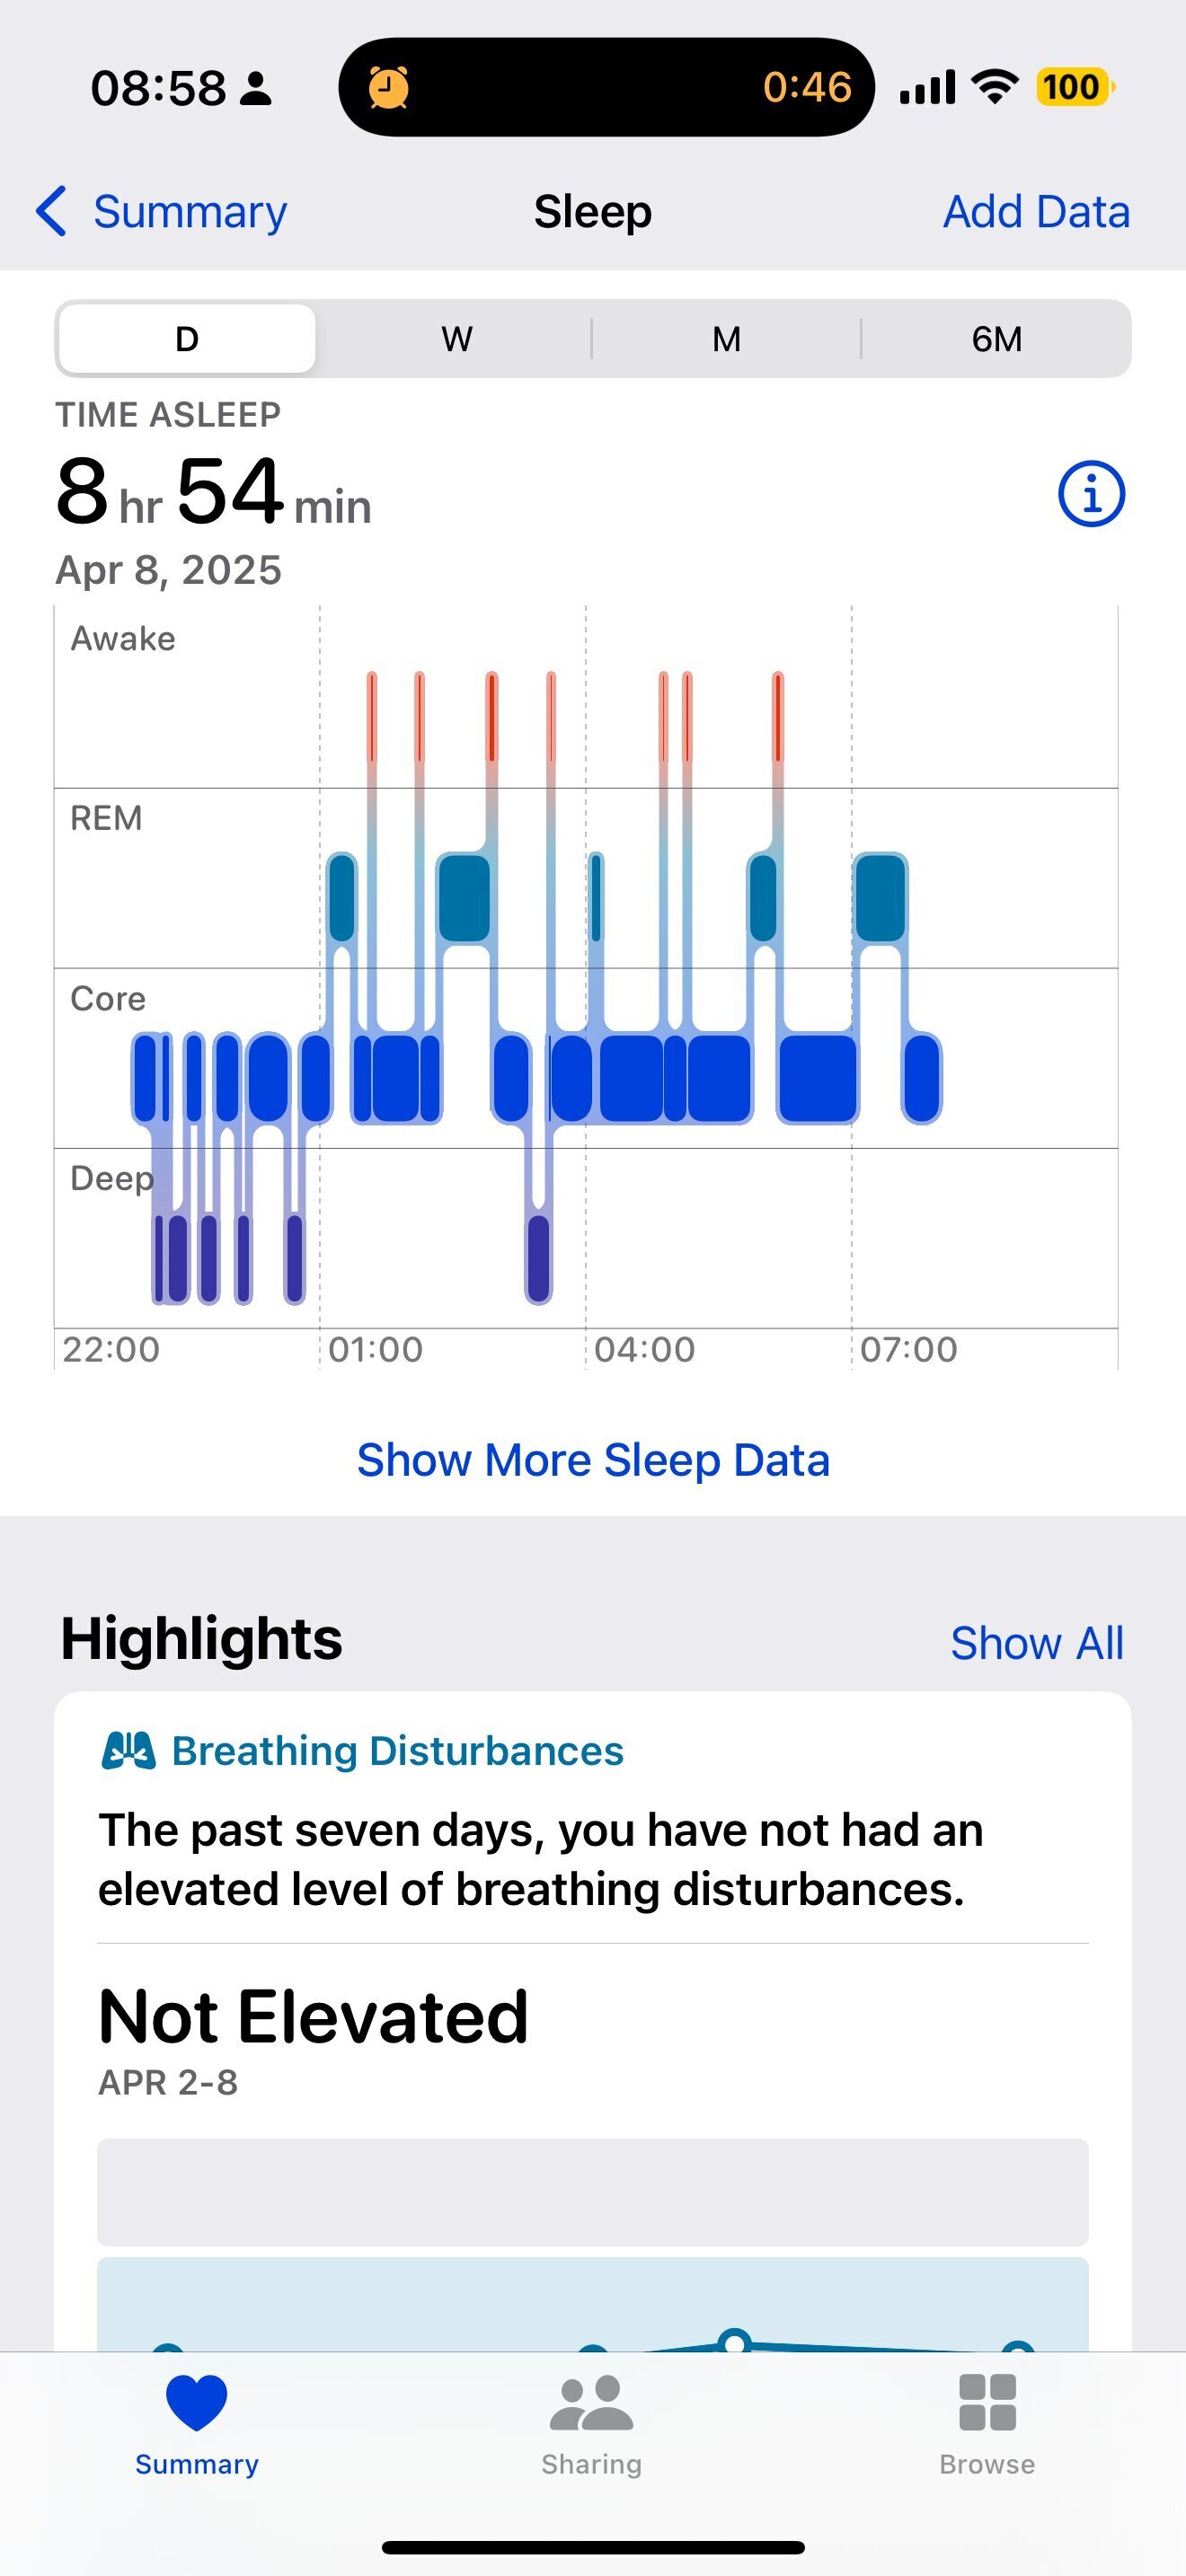 08:58
0:46
100
Summary
Sleep
Add Data
D
W
M
6M
TIME ASLEEP
8 hr 54 min
Apr 8, 2025
Awake
REM
Core
Deep
22:00
01:00
04:00
07:00
Show More Sleep Data
Highlights
Show All
Breathing Disturbances
The past seven days, you have not had an
elevated level of breathing disturbances.
Not Elevated
APR 2-8
Summary
Sharing
Browse